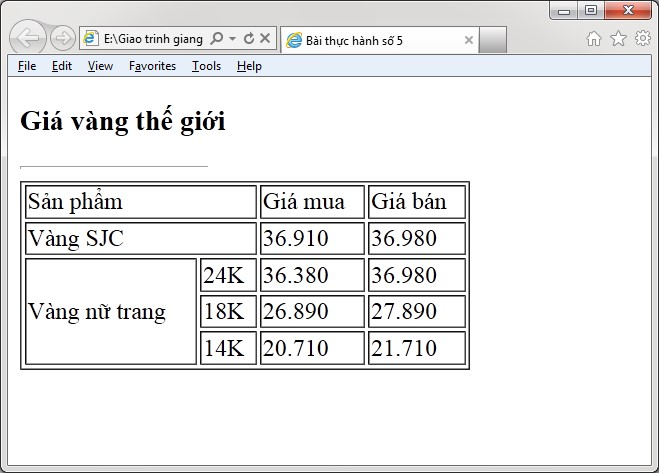 E:\Giao trinh giang
Bài thực hành số 5
File Edit View Favorites Tools Help
Giá vàng thế giới
Sản phẩm Giá mua Giá bán
Vàng SJC 36.910 36.980
24K 36.380 36.980
Vàng nữ trang 18K 26.890 27.890
14K 20.710 21.710